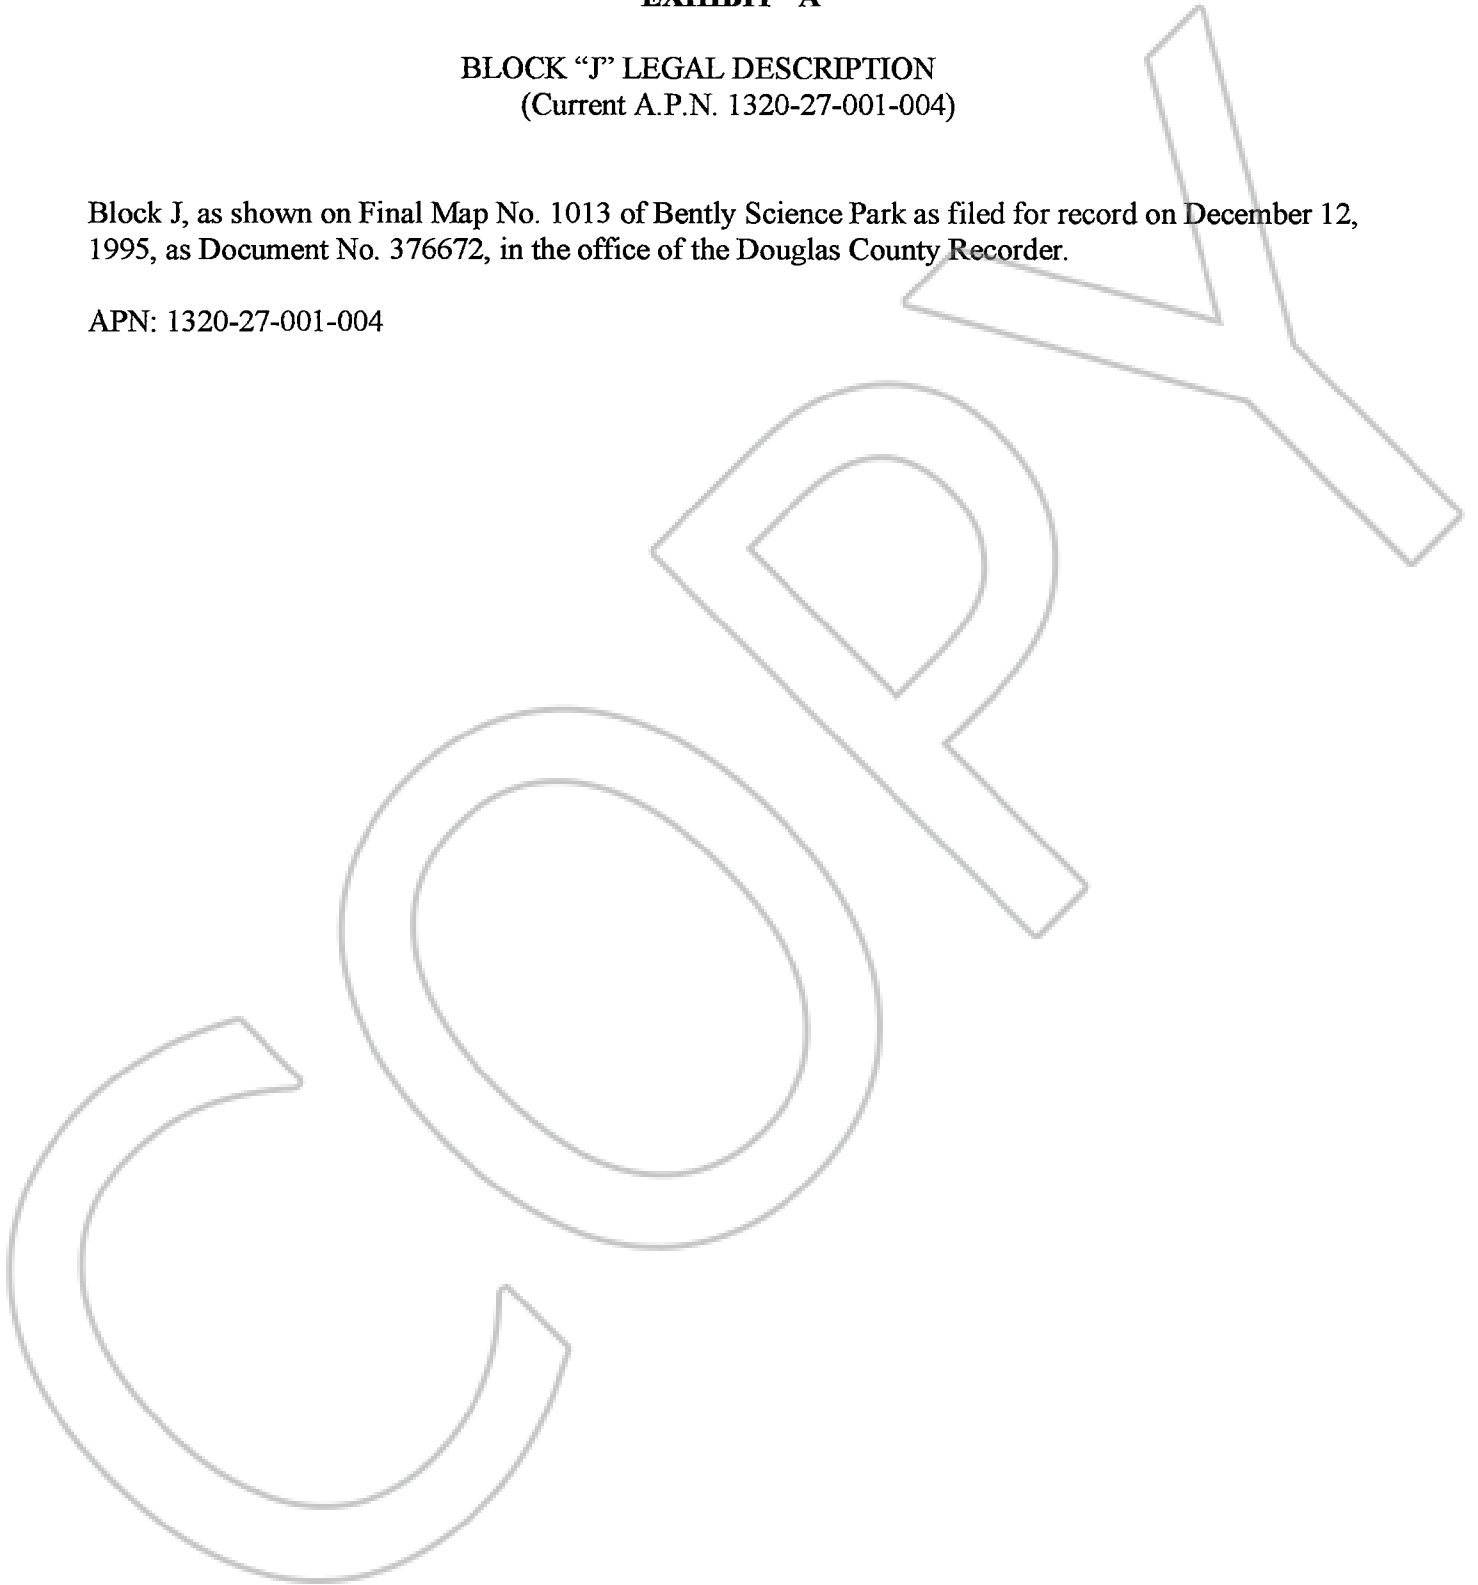 EXHIBIT "A"
BLOCK “J” LEGAL DESCRIPTION
(Current A.P.N. 1320-27-001-004)
Block J, as shown on Final Map No. 1013 of Bently Science Park as filed for record on December 12,
1995, as Document No. 376672, in the office of the Douglas County Recorder.
APN: 1320-27-001-004
COPY